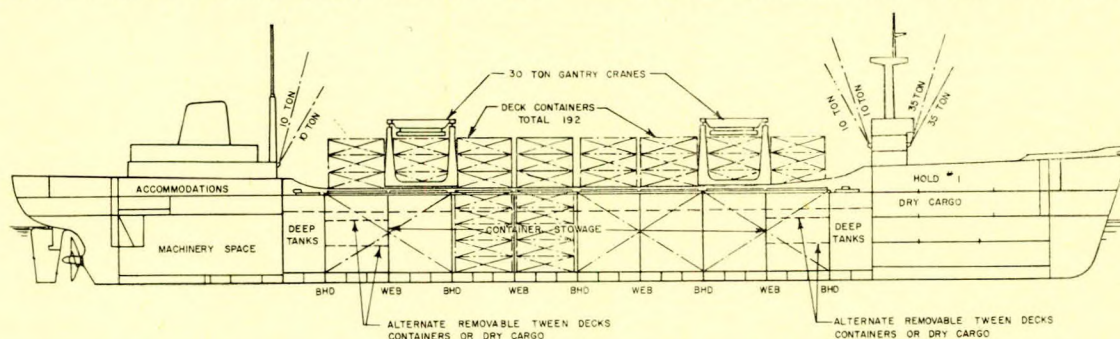 30 TON GANTRY CRANES
DECK CONTAINERS
TOTAL 192
10 TON
10 TON
10 TON
10 TON
35 TON
35 TON
ACCOMMODATIONS
HOLD #1
DRY CARGO
DEEP
TANKS
CONTAINER STOWAGE
DEEP
TANKS
MACHINERY SPACE
BHD
WEB
BHD
WEB
BHD
WEB
BHD
WEB
BHD
ALTERNATE REMOVABLE TWEEN DECKS
CONTAINERS OR DRY CARGO
ALTERNATE REMOVABLE TWEEN DECKS
CONTAINERS OR DRY CARGO